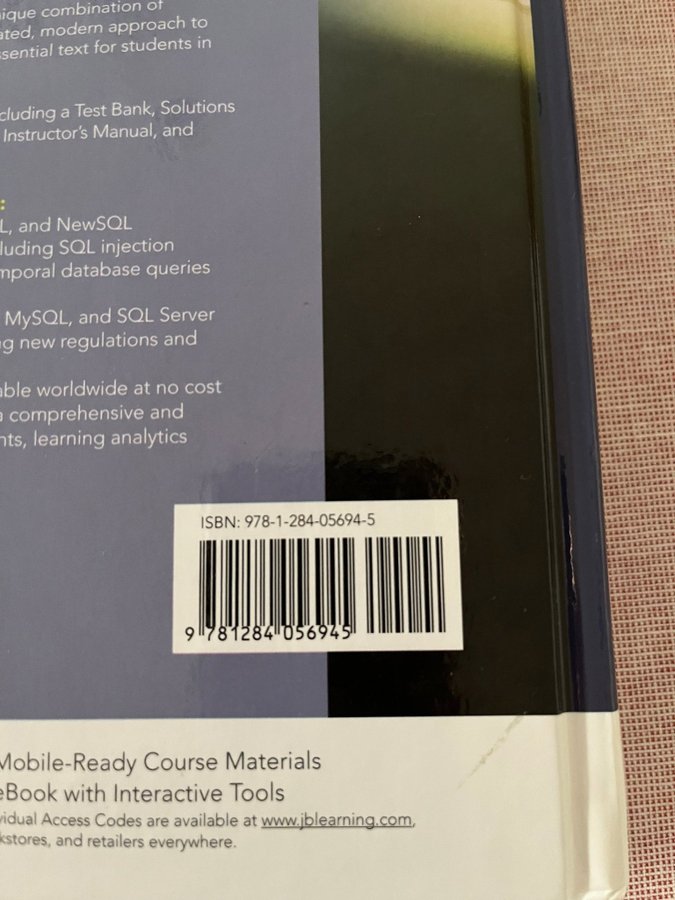 ique combination of
ated, modern approach to
ssential text for students in
cluding a Test Bank, Solutions
Instructor's Manual, and
:
L, and NewSQL
luding SQL injection
mporal database queries
MySQL, and SQL Server
ng new regulations and
able worldwide at no cost
a comprehensive and
nts, learning analytics
ISBN: 978-1-284-05694-5
9 781284 056945
Mobile-Ready Course Materials
eBook with Interactive Tools
vidual Access Codes are available at www.jblearning.com,
kstores, and retailers everywhere.